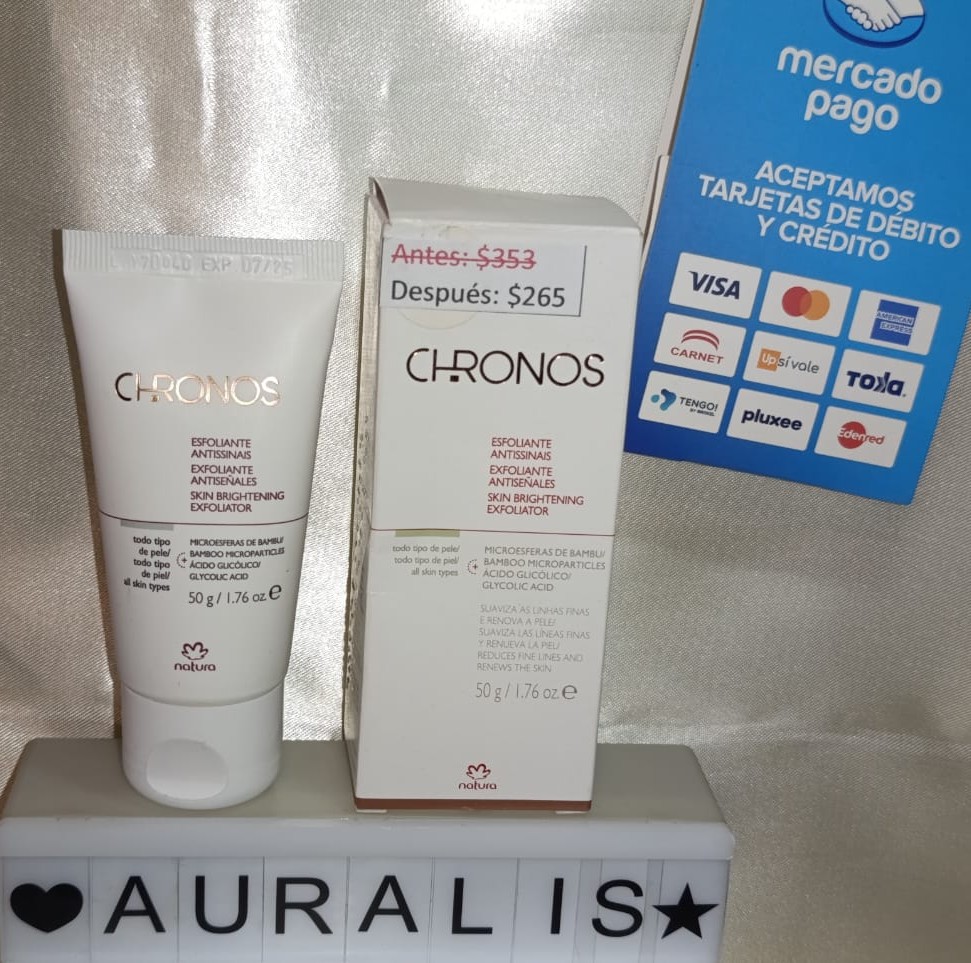 EXP 07/25
CHRONOS
ESFOLIANTE
ANTISSINAIS
EXFOLIANTE
ANTISEÑALES
SKIN BRIGHTENING
EXFOLIATOR
todo tipo
de pele/
todo tipo
de piel/
all skin types
MICROESFERAS DE BAMBU/
BAMBOO MICROPARTICLES
+ ÁCIDO GLICÓLICO/
GLYCOLIC ACID
50 g / 1.76 oz. ℮
natura
Antes: $353
Después: $265
CHRONOS
ESFOLIANTE
ANTISSINAIS
EXFOLIANTE
ANTISEÑALES
SKIN BRIGHTENING
EXFOLIATOR
todo tipo de pele/
todo tipo de piel/
all skin types
MICROESFERAS DE BAMBU/
BAMBOO MICROPARTICLES
+ ÁCIDO GLICÓLICO/
GLYCOLIC ACID
SUAVIZA AS LINHAS FINAS
E RENOVA A PELE/
SUAVIZA LAS LÍNEAS FINAS
Y RENUEVA LA PIEL/
REDUCES FINE LINES AND
RENEWS THE SKIN
50 g / 1.76 oz. ℮
natura
mercado
pago
ACEPTAMOS
TARJETAS DE DÉBITO
Y CRÉDITO
VISA
AMERICAN
EXPRESS
CARNET
Up sí vale
TOKA
TENGO!
pluxee
Edenred
AURALIS